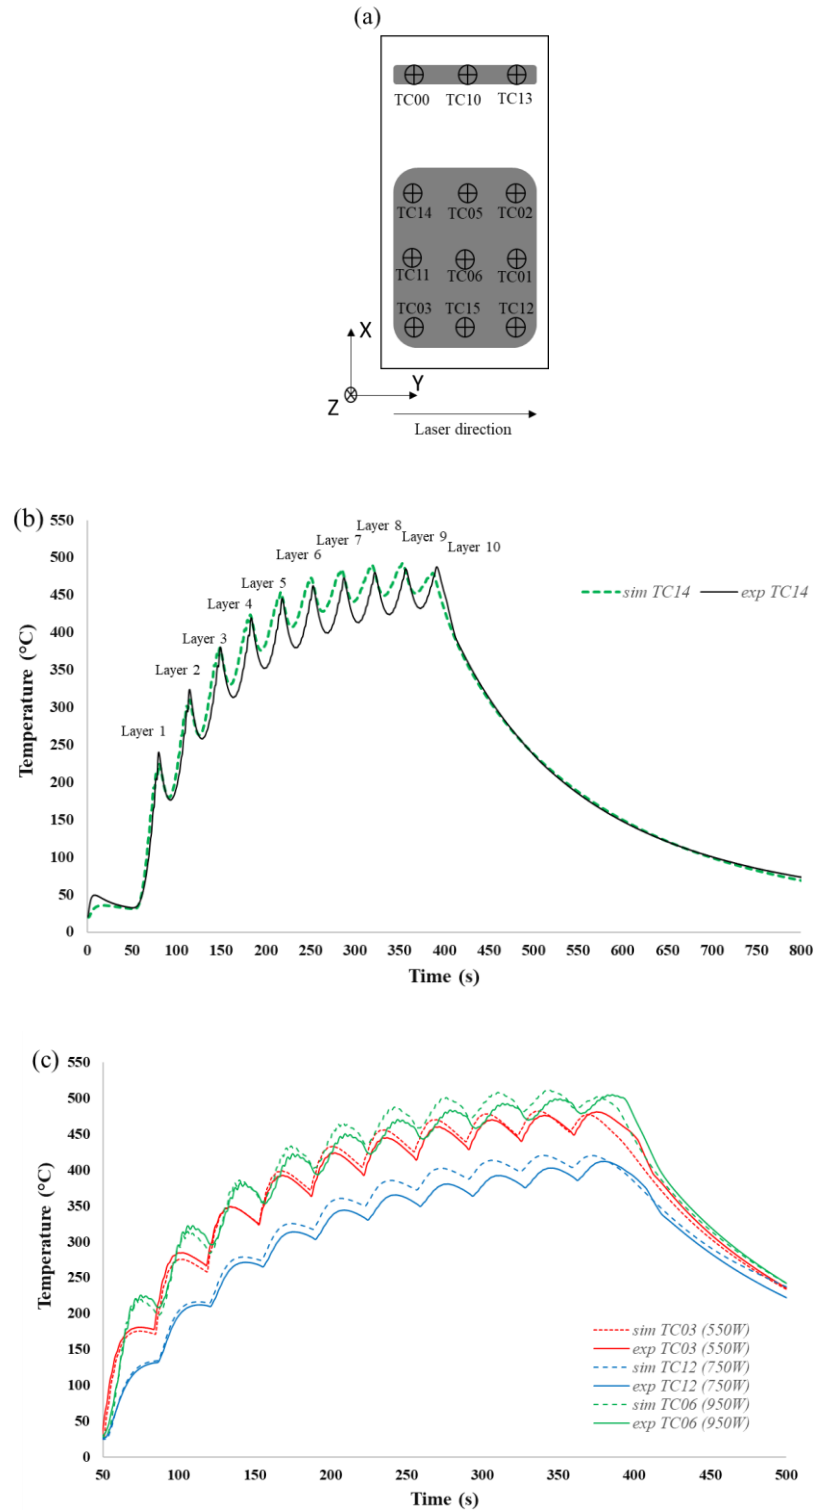 (a)
TC00 TC10 TC13
TC14 TC05 TC02
TC11 TC06 TC01
TC03 TC15 TC12
X
Y
Z
Laser direction
(b)
550
500
450
400
350
300
250
200
150
100
50
0
Temperature (°C)
Layer 1
Layer 2
Layer 3
Layer 4
Layer 5
Layer 6
Layer 7
Layer 8
Layer 9
Layer 10
sim TC14 exp TC14
0 50 100 150 200 250 300 350 400 450 500 550 600 650 700 750 800
Time (s)
(c)
550
500
450
400
350
300
250
200
150
100
50
0
Temperature (°C)
sim TC03 (550W)
exp TC03 (550W)
sim TC12 (750W)
exp TC12 (750W)
sim TC06 (950W)
exp TC06 (950W)
50 100 150 200 250 300 350 400 450 500
Time (s)